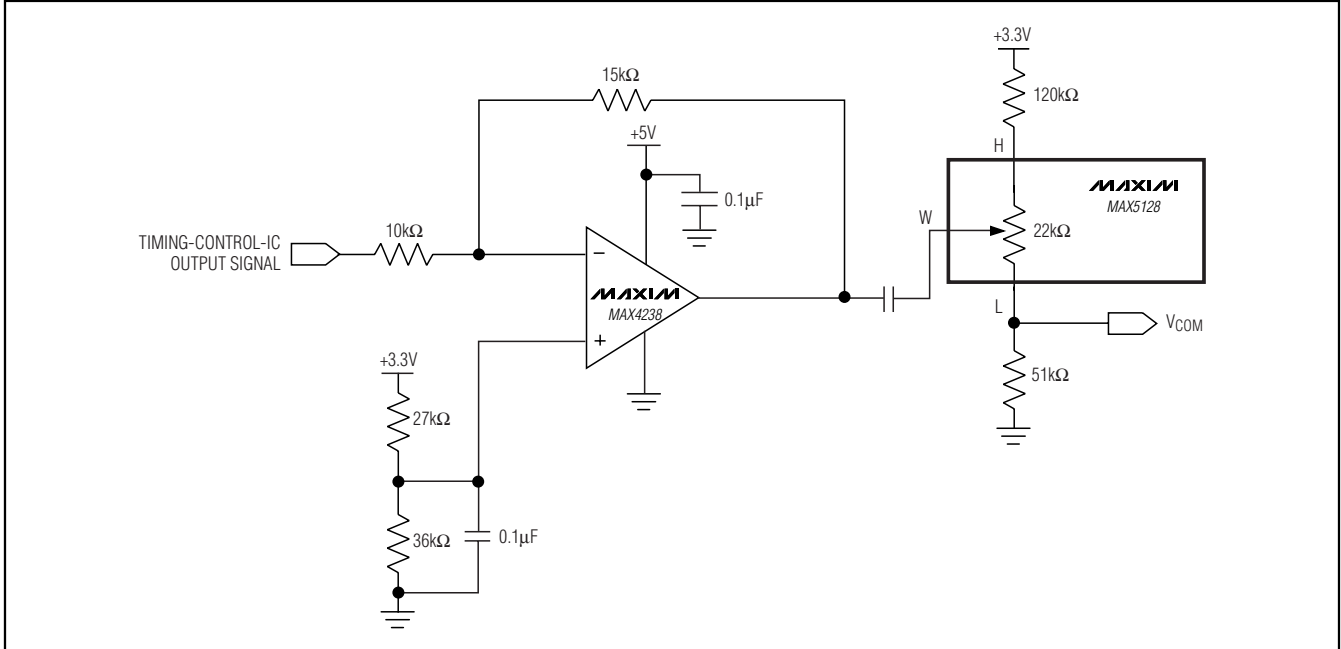 +3.3V
15kΩ
120kΩ
+5V
H
MAXIM
MAX5128
0.1μF
W
10kΩ
22kΩ
TIMING-CONTROL-IC
OUTPUT SIGNAL
−
MAXIM
MAX4238
L
VCOM
+
+3.3V
51kΩ
27kΩ
36kΩ
0.1μF